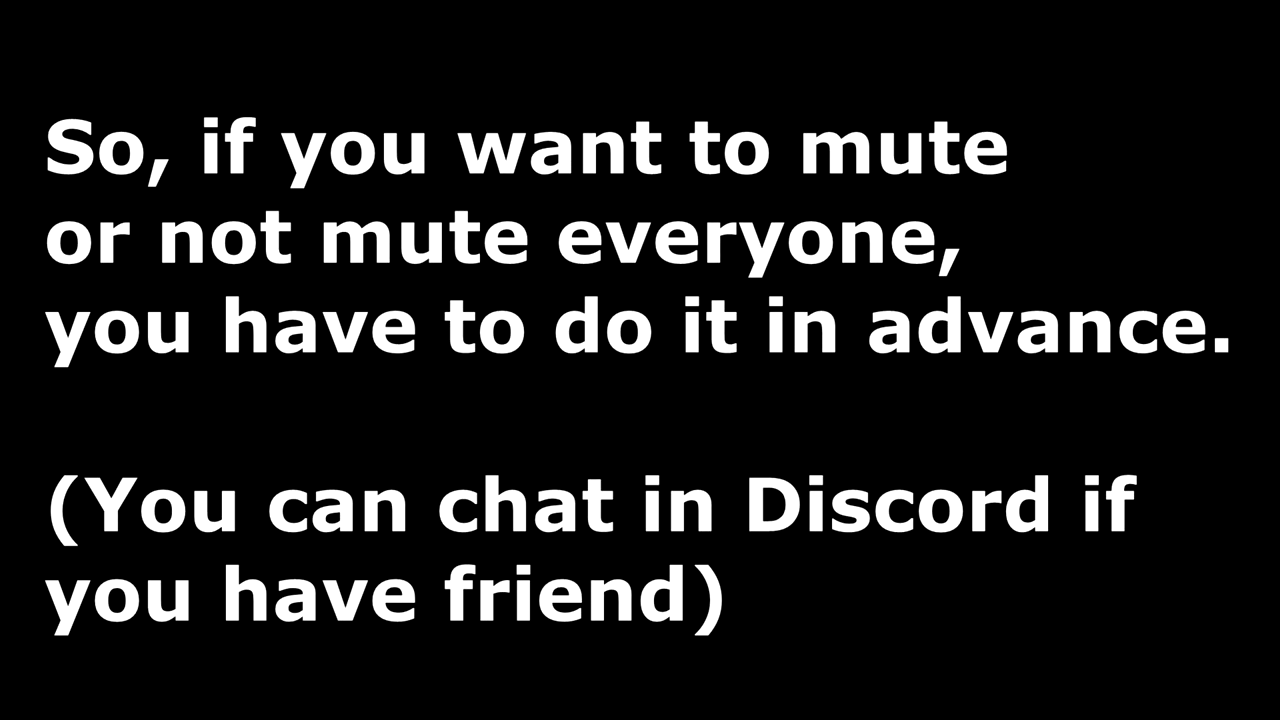 So, if you want to mute
or not mute everyone,
you have to do it in advance.
(You can chat in Discord if
you have friend)